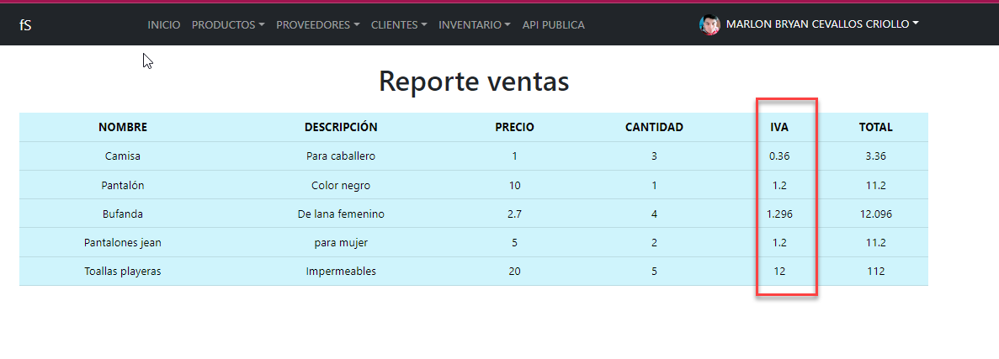 fS INICIO PRODUCTOS PROVEEDORES CLIENTES INVENTARIO API PUBLICA MARLON BRYAN CEVALLOS CRIOLLO
Reporte ventas
NOMBRE DESCRIPCIÓN PRECIO CANTIDAD IVA TOTAL
Camisa Para caballero 1 3 0.36 3.36
Pantalón Color negro 10 1 1.2 11.2
Bufanda De lana femenino 2.7 4 1.296 12.096
Pantalones jean para mujer 5 2 1.2 11.2
Toallas playeras Impermeables 20 5 12 112